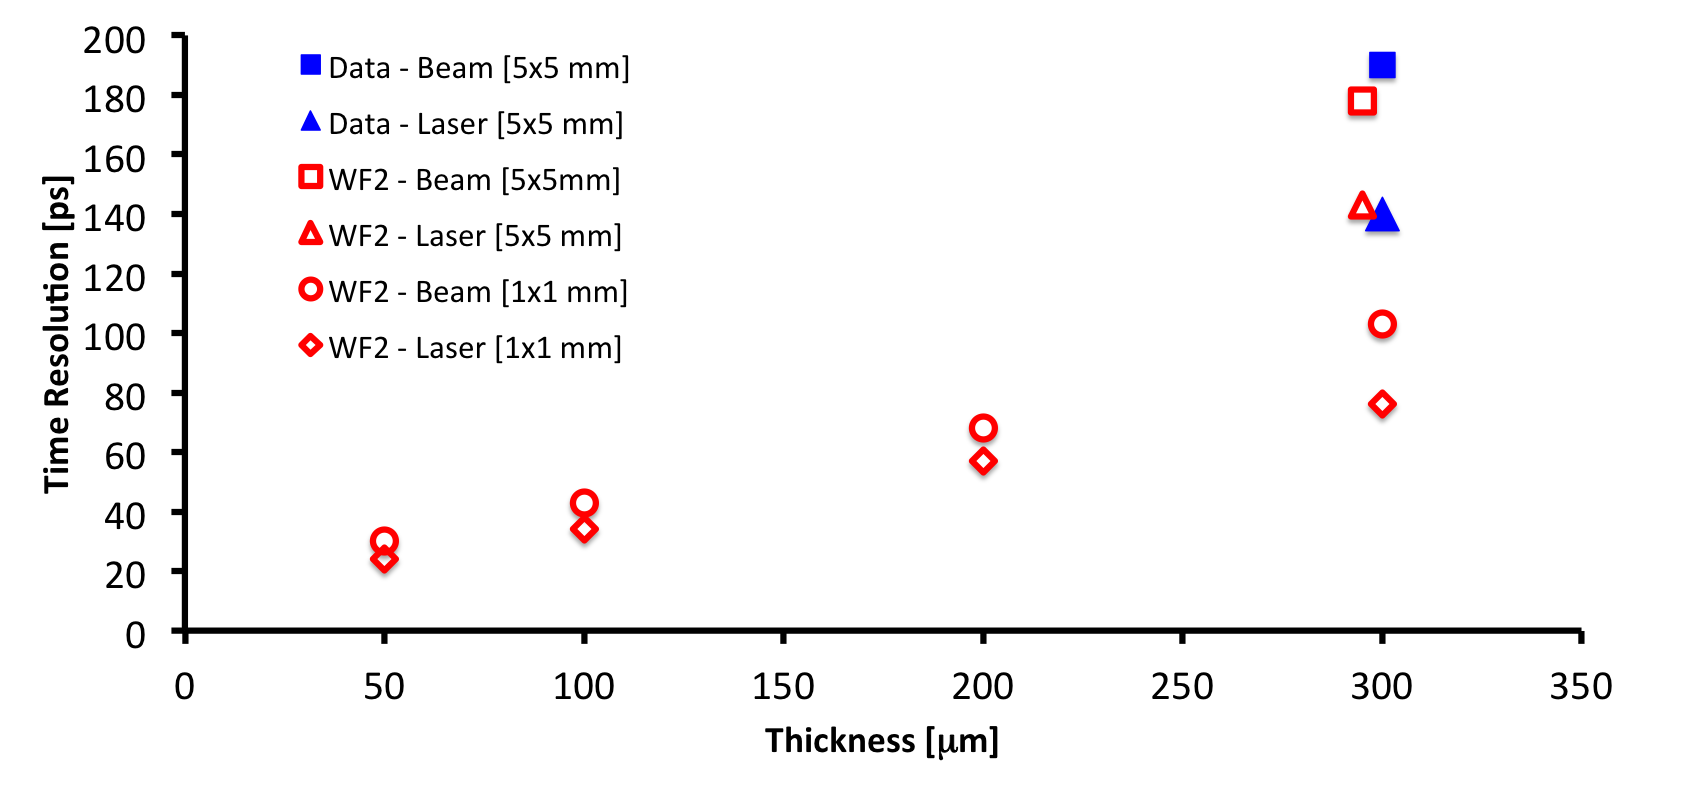 200
180
160
140
120
100
80
60
40
20
0
Time Resolution [ps]
Data - Beam [5x5 mm]
Data - Laser [5x5 mm]
WF2 - Beam [5x5mm]
WF2 - Laser [5x5 mm]
WF2 - Beam [1x1 mm]
WF2 - Laser [1x1 mm]
0 50 100 150 200 250 300 350
Thickness [μm]